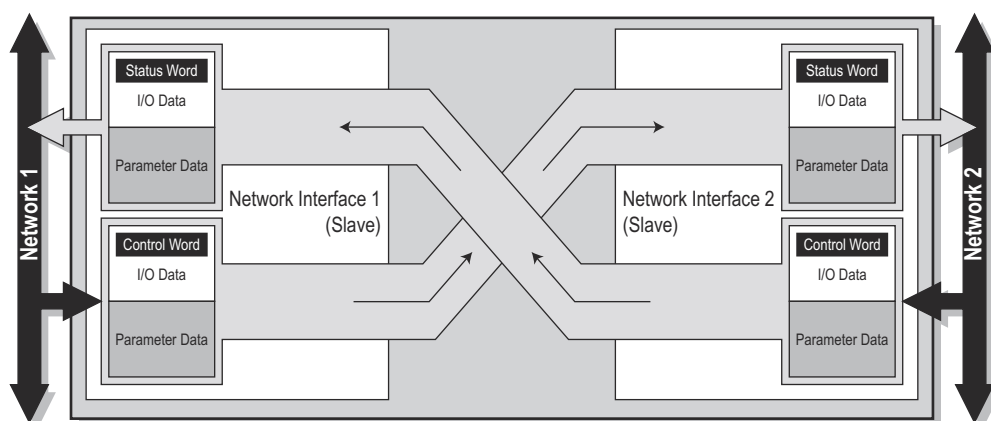 Network 1
Status Word
I/O Data
Parameter Data
Network Interface 1
(Slave)
Control Word
I/O Data
Parameter Data
Status Word
I/O Data
Parameter Data
Network Interface 2
(Slave)
Control Word
I/O Data
Parameter Data
Network 2